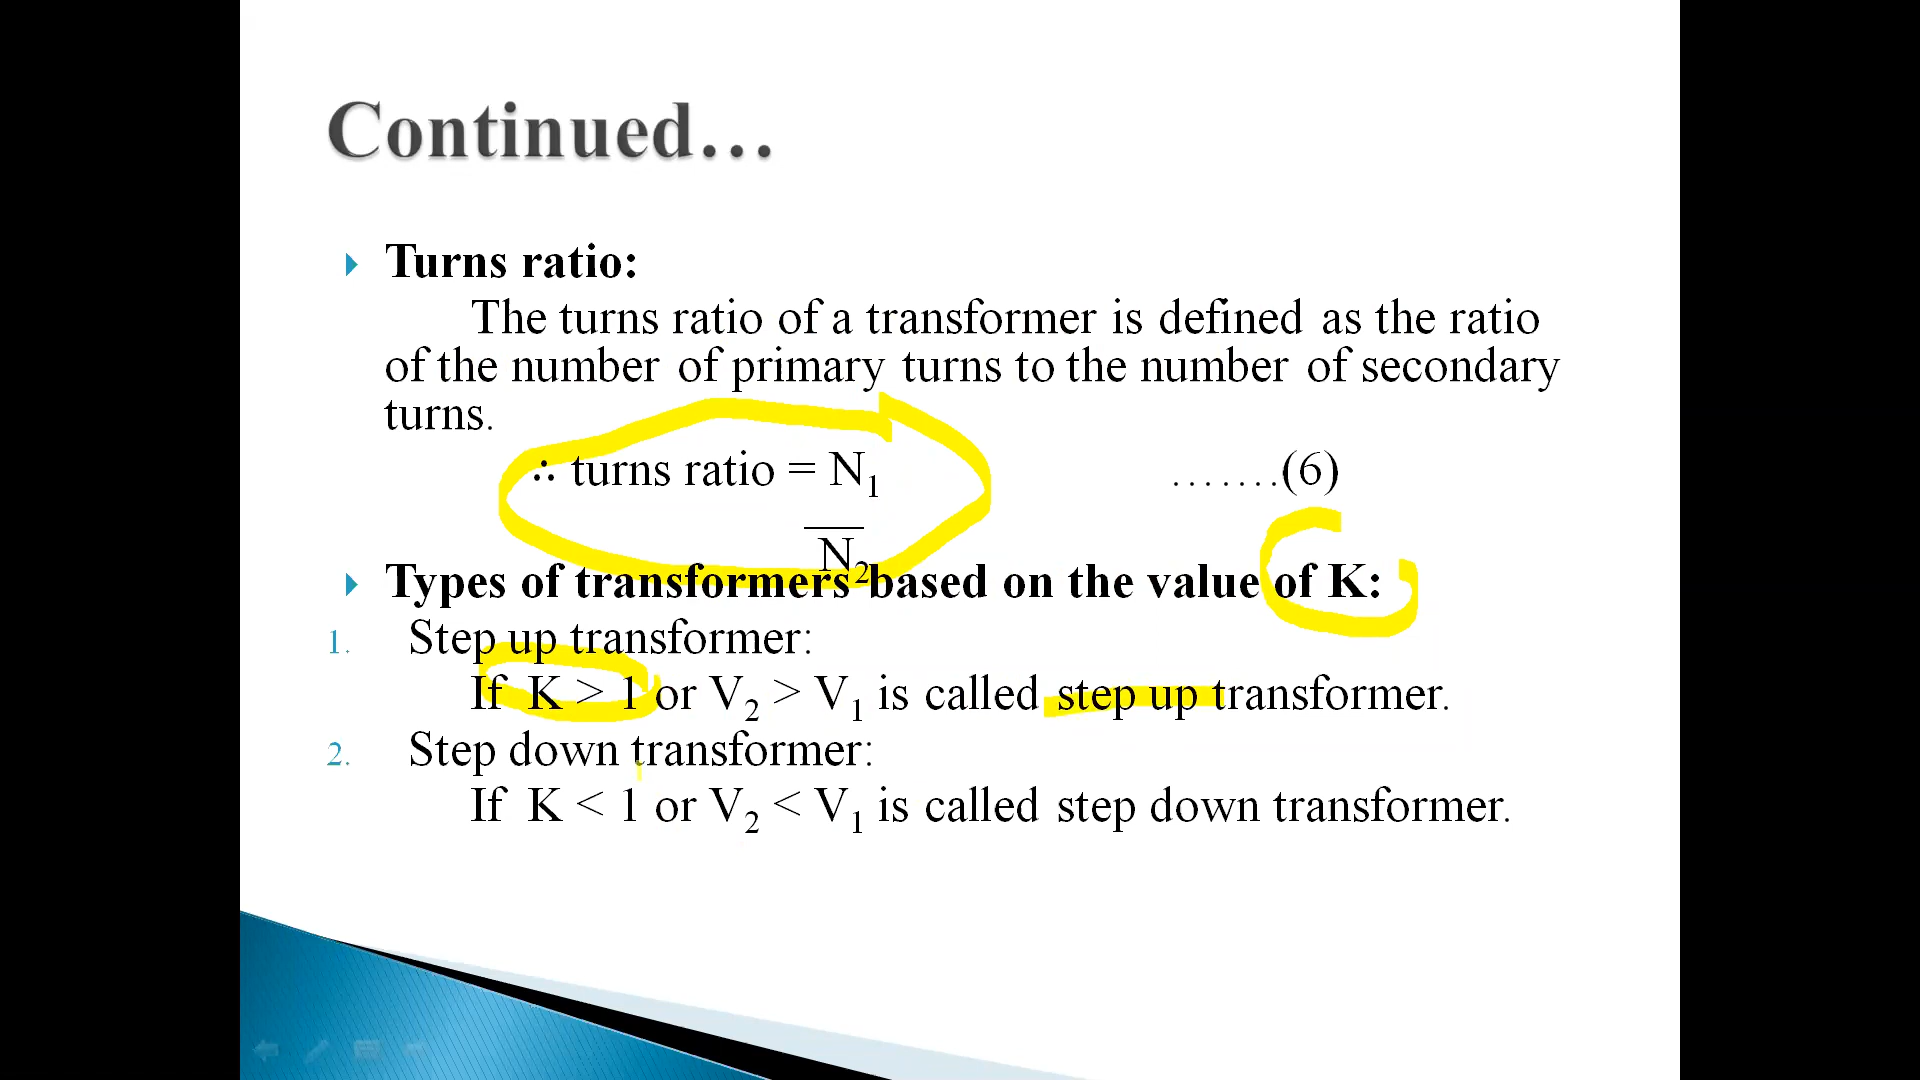 Continued…
Turns ratio:
The turns ratio of a transformer is defined as the ratio
of the number of primary turns to the number of secondary
turns.
∴ turns ratio = N₁ …….(6)
N₂
Types of transformers based on the value of K:
1. Step up transformer:
If K > 1 or V₂ > V₁ is called step up transformer.
2. Step down transformer:
If K < 1 or V₂ < V₁ is called step down transformer.